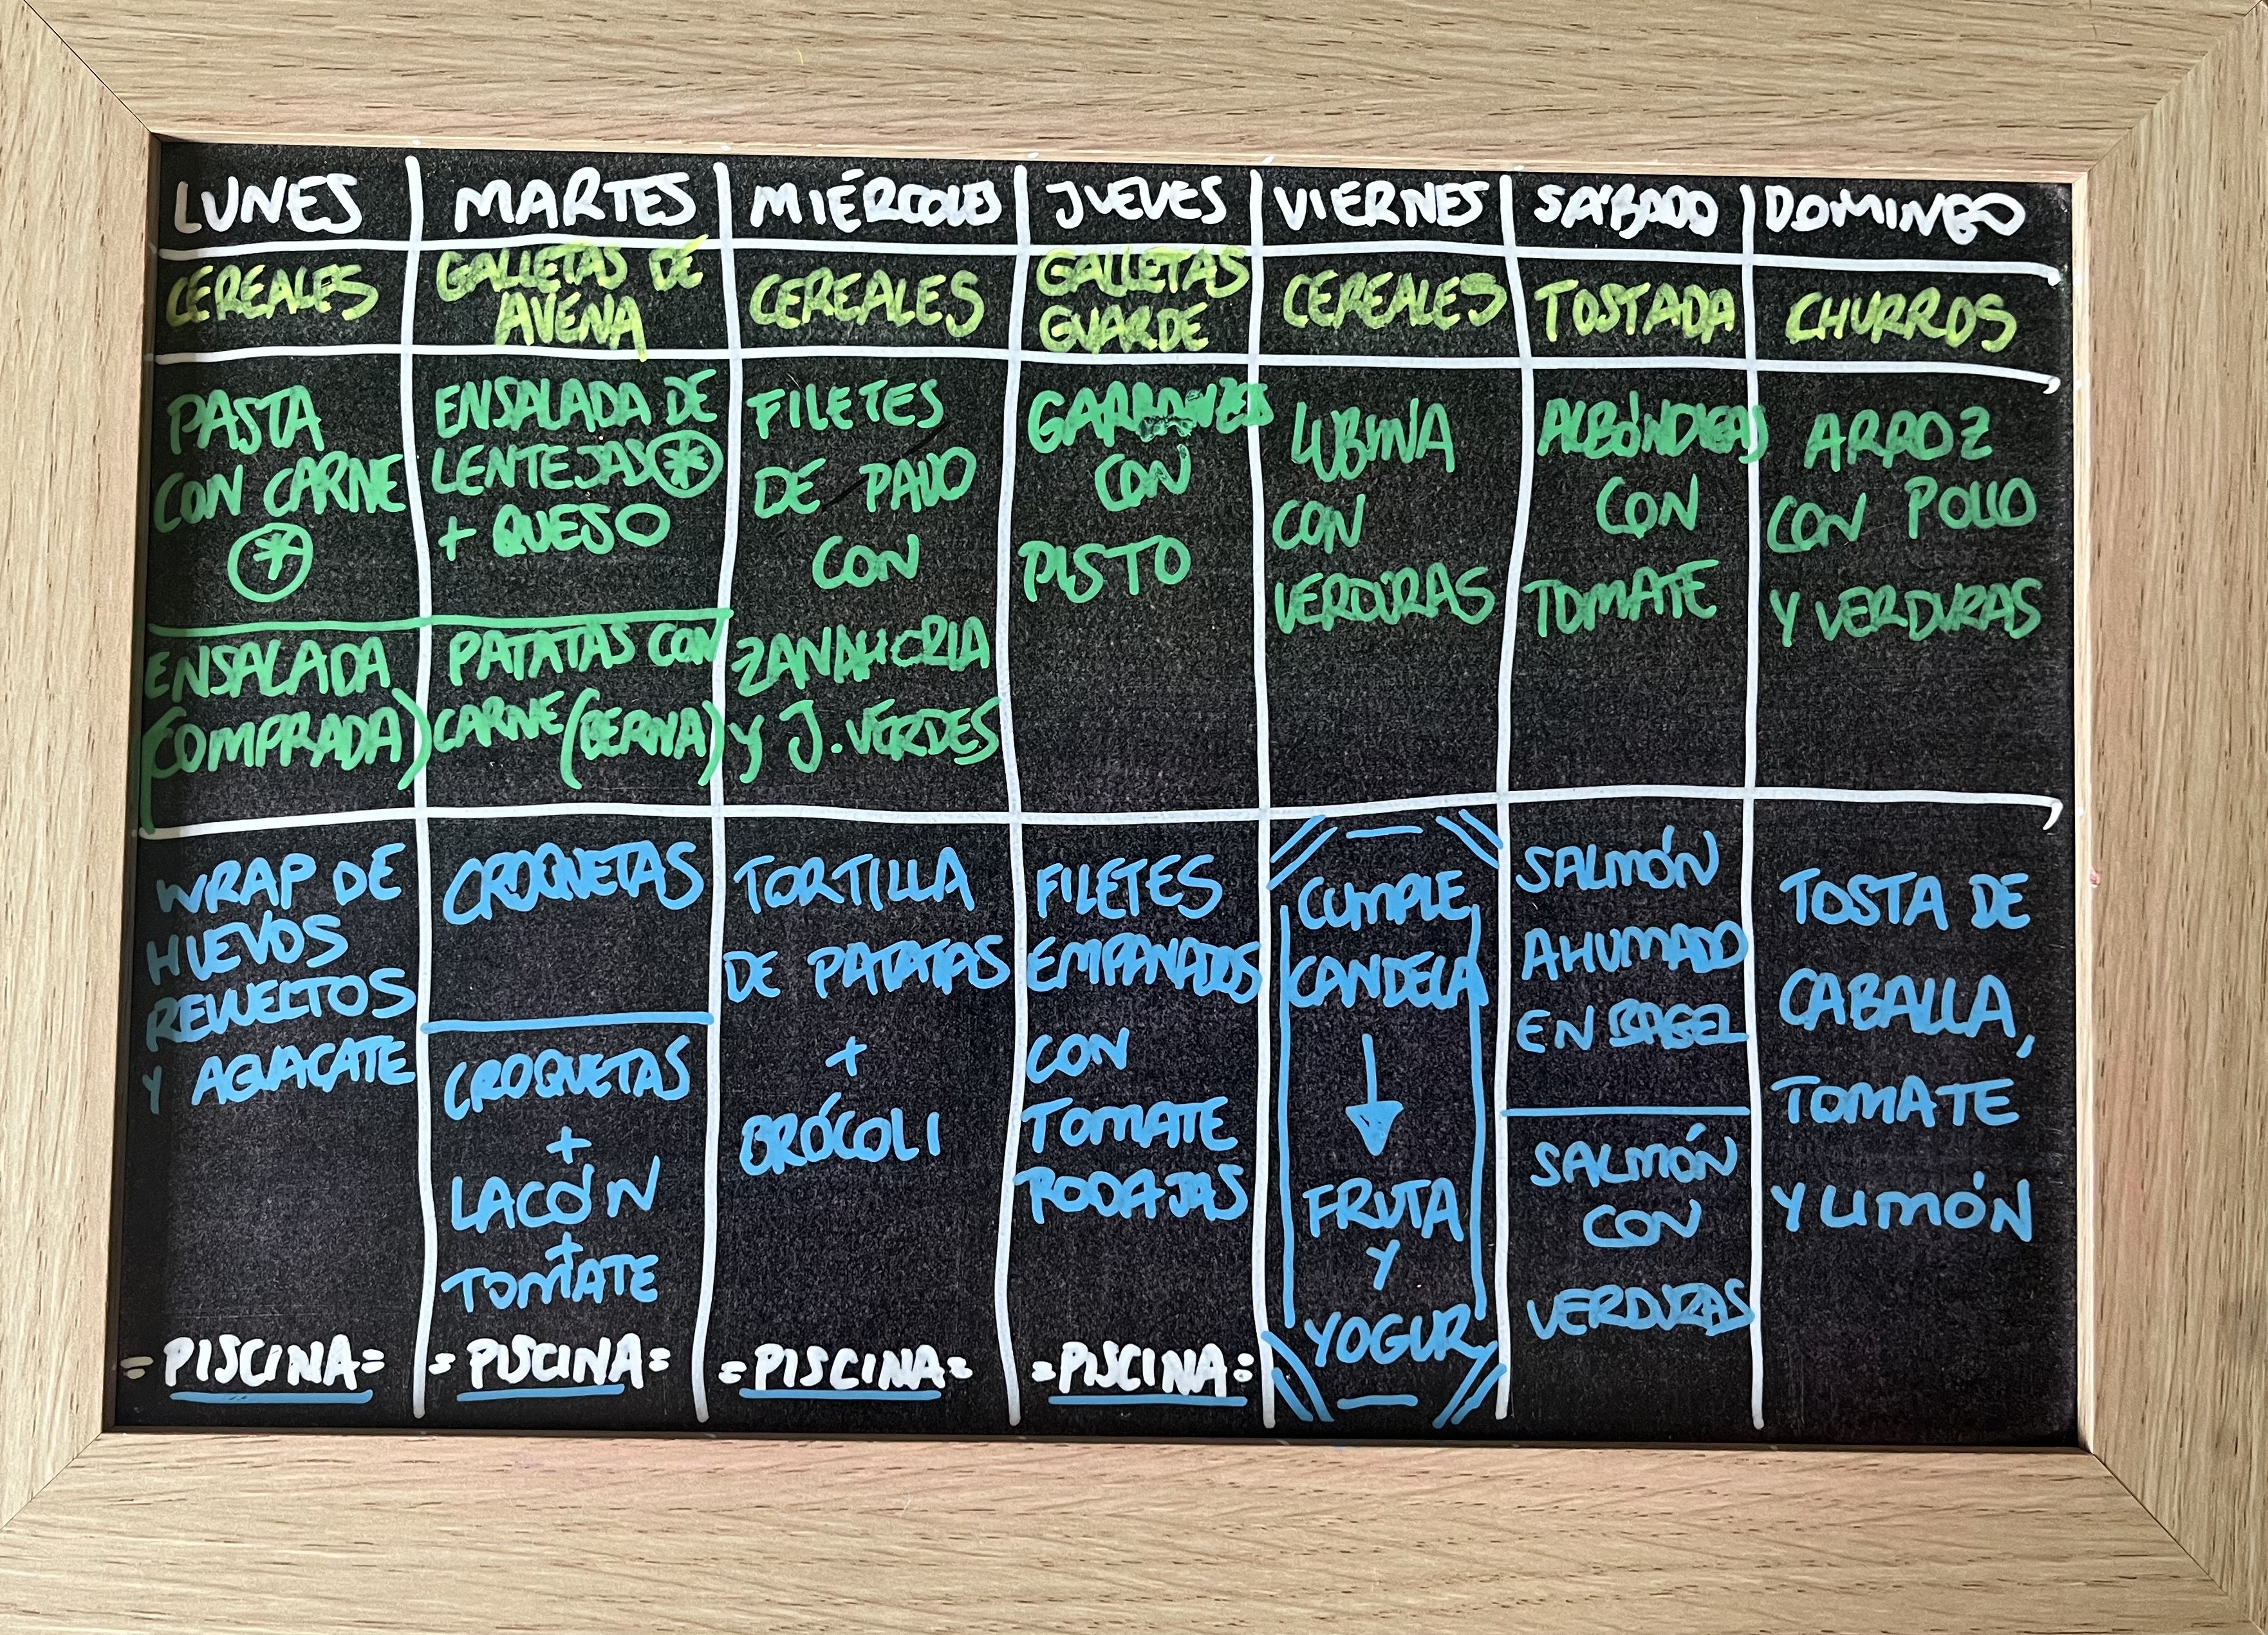 LUNES
MARTES
MIÉRCOLES
JUEVES
VIERNES
SÁBADO
DOMINGO
CEREALES
GALLETAS DE
AVENA
CEREALES
GALLETAS
GUARDE
CEREALES
TOSTADA
CHURROS
PASTA
CON CARNE
*
ENSALADA
(COMPRADA)
ENSALADA DE
LENTEJAS *
+ QUESO
PATATAS CON
CARNE (BERNA)
FILETES
DE PAVO
CON
ZANAHORIA
Y J. VERDES
GARBANZOS
CON
PISTO
LUBINA
CON
VERDURAS
ALBÓNDIGAS
CON
TOMATE
ARROZ
CON POLLO
Y VERDURAS
WRAP DE
HUEVOS
REVUELTOS
Y AGUACATE
= PISCINA =
CROQUETAS
CROQUETAS
+
LACÓN
+
TOMATE
= PISCINA =
TORTILLA
DE PATATAS
+
BRÓCOLI
= PISCINA =
FILETES
EMPANADOS
CON
TOMATE
RODAJAS
= PISCINA =
CUMPLE
CANDELA
↓
FRUTA
Y
YOGUR
SALMÓN
AHUMADO
EN BAGEL
SALMÓN
CON
VERDURAS
TOSTA DE
CABALLA,
TOMATE
Y LIMÓN